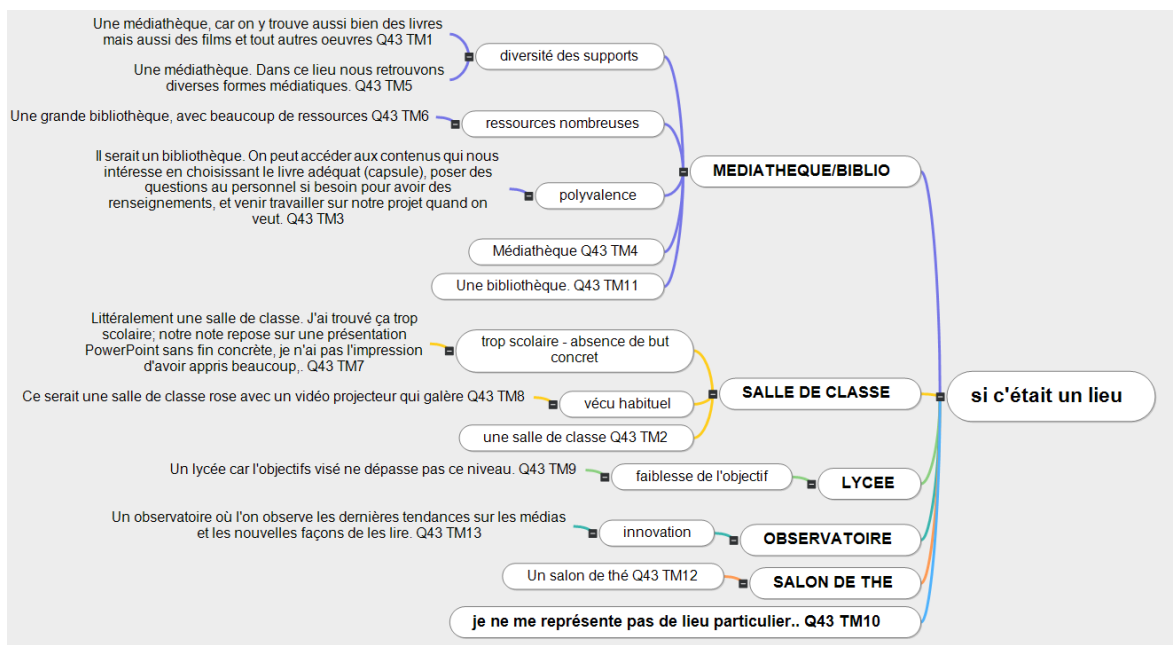 Une médiathèque, car on y trouve aussi bien des livres
mais aussi des films et tout autres oeuvres Q43 TM1
diversité des supports
Une médiathèque. Dans ce lieu nous retrouvons
diverses formes médiatiques. Q43 TM5
Une grande bibliothèque, avec beaucoup de ressources Q43 TM6
ressources nombreuses
MEDIATHEQUE/BIBLIO
Il serait un bibliothèque. On peut accéder aux contenus qui nous
intéresse en choisissant le livre adéquat (capsule), poser des
questions au personnel si besoin pour avoir des
renseignements, et venir travailler sur notre projet quand on
veut. Q43 TM3
polyvalence
Médiathèque Q43 TM4
Une bibliothèque. Q43 TM11
Littéralement une salle de classe. J'ai trouvé ça trop
scolaire; notre note repose sur une présentation
PowerPoint sans fin concrète, je n'ai pas l'impression
d'avoir appris beaucoup,. Q43 TM7
trop scolaire - absence de but
concret
SALLE DE CLASSE
si c'était un lieu
Ce serait une salle de classe rose avec un vidéo projecteur qui galère Q43 TM8
vécu habituel
une salle de classe Q43 TM2
Un lycée car l'objectifs visé ne dépasse pas ce niveau. Q43 TM9
faiblesse de l'objectif
LYCEE
Un observatoire où l'on observe les dernières tendances sur les médias
et les nouvelles façons de les lire. Q43 TM13
innovation
OBSERVATOIRE
Un salon de thé Q43 TM12
SALON DE THE
je ne me représente pas de lieu particulier.. Q43 TM10